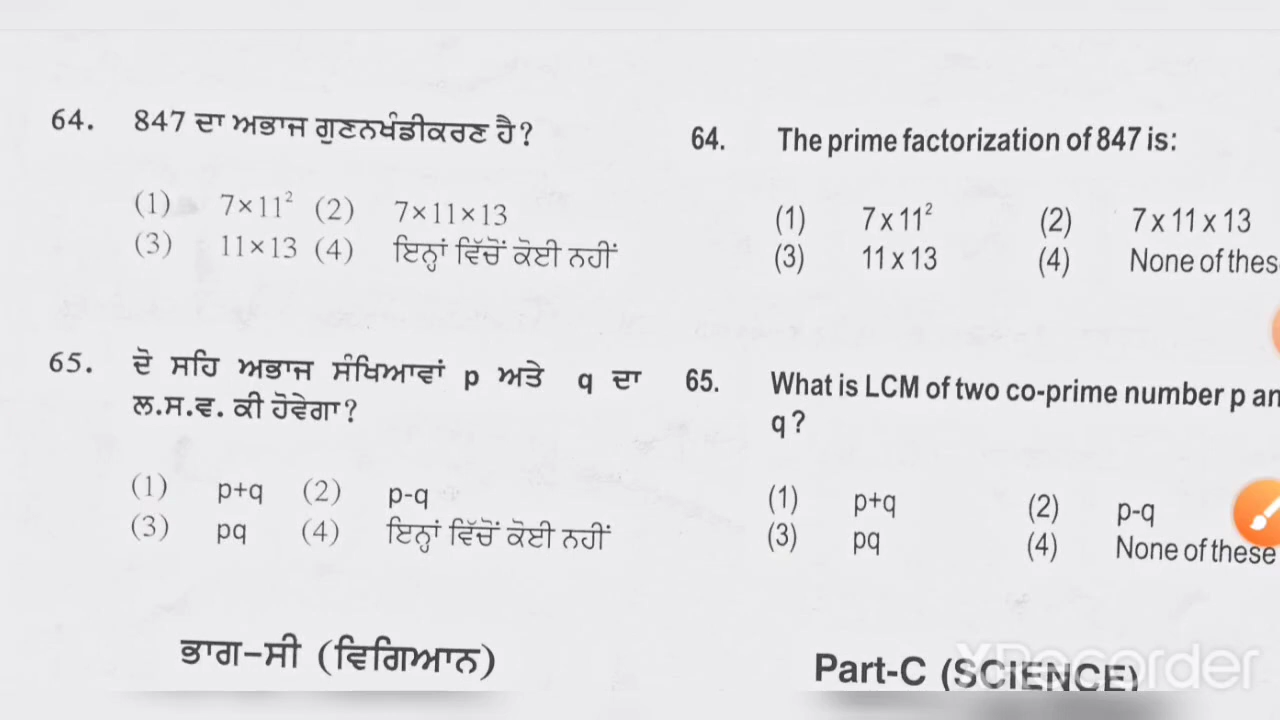 64. 847 ਦਾ ਅਭਾਜ ਗੁਣਨਖੰਡੀਕਰਣ ਹੈ?
(1) 7×11² (2) 7×11×13
(3) 11×13 (4) ਇਨ੍ਹਾਂ ਵਿੱਚੋਂ ਕੋਈ ਨਹੀਂ
65. ਦੋ ਸਹਿ ਅਭਾਜ ਸੰਖਿਆਵਾਂ p ਅਤੇ q ਦਾ
ਲ.ਸ.ਵ. ਕੀ ਹੋਵੇਗਾ?
(1) p+q (2) p-q
(3) pq (4) ਇਨ੍ਹਾਂ ਵਿੱਚੋਂ ਕੋਈ ਨਹੀਂ
ਭਾਗ-ਸੀ (ਵਿਗਿਆਨ)
64. The prime factorization of 847 is:
(1) 7 x 11² (2) 7 x 11 x 13
(3) 11 x 13 (4) None of thes
65. What is LCM of two co-prime number p an
q?
(1) p+q (2) p-q
(3) pq (4) None of these
Part-C (SCIENCE)
XRecorder